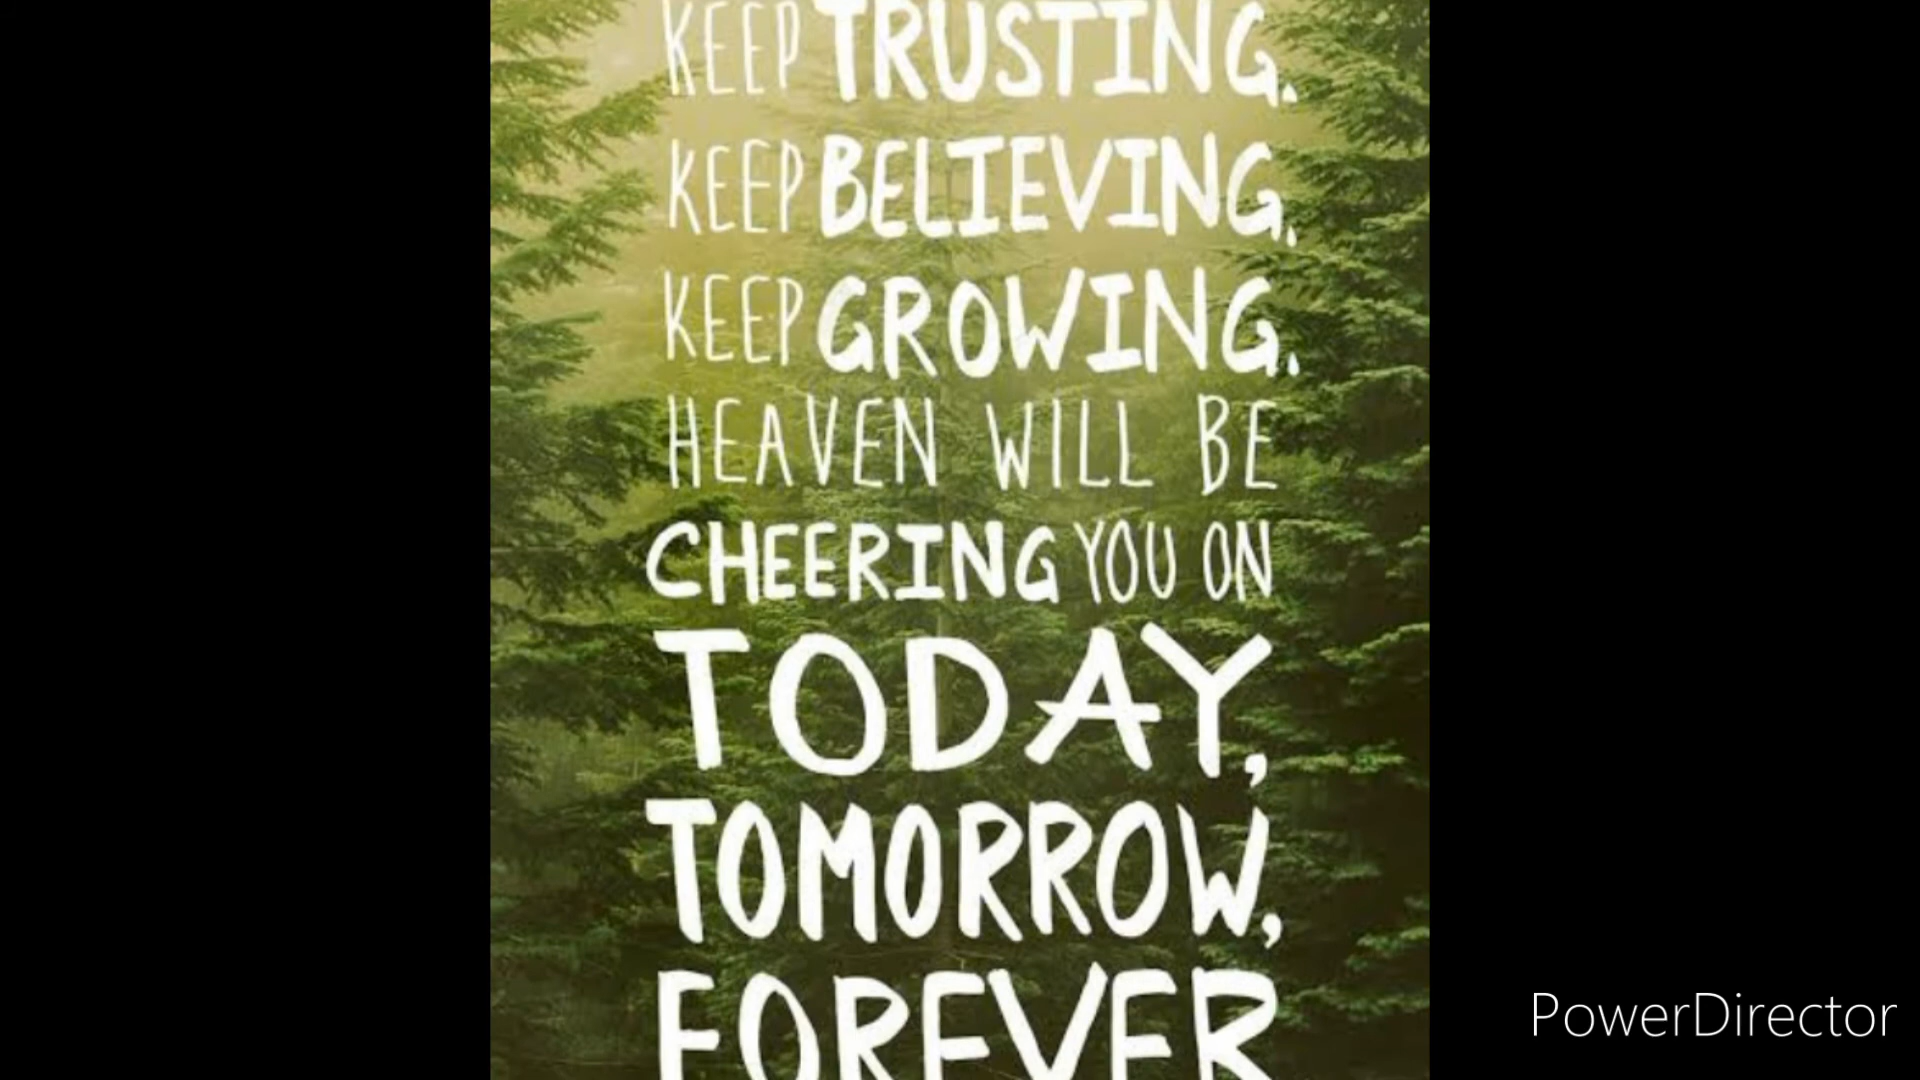 KEEP TRUSTING.
KEEP BELIEVING.
KEEP GROWING.
HEAVEN WILL BE
CHEERING YOU ON
TODAY,
TOMORROW,
FOREVER
PowerDirector